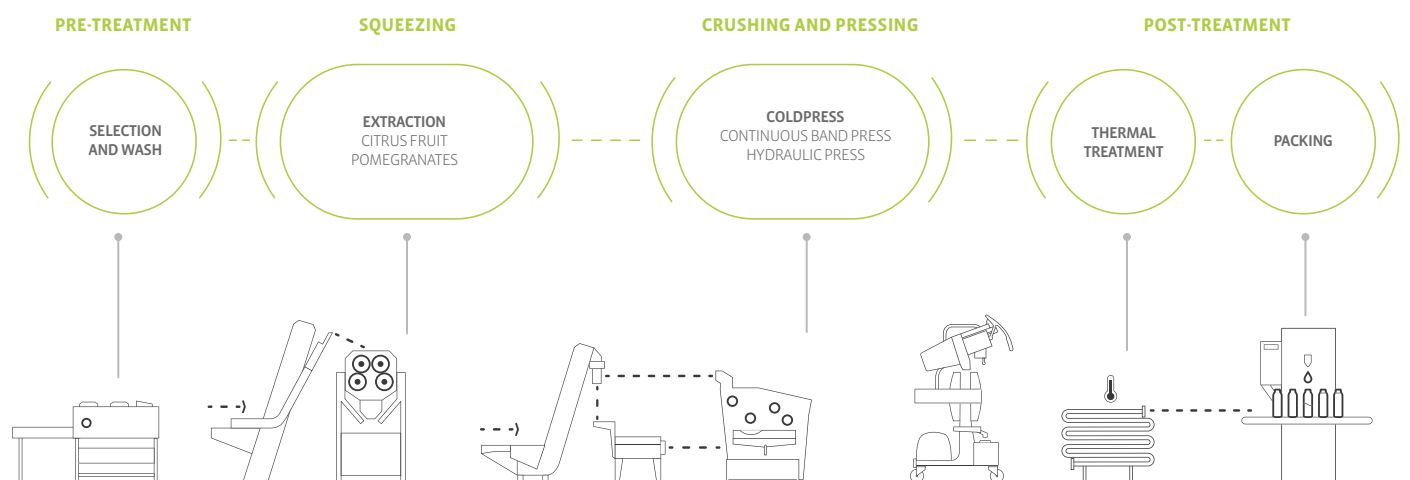 PRE-TREATMENT
SQUEEZING
CRUSHING AND PRESSING
POST-TREATMENT
SELECTION
AND WASH
EXTRACTION
CITRUS FRUIT
POMEGRANATES
COLDPRESS
CONTINUOUS BAND PRESS
HYDRAULIC PRESS
THERMAL
TREATMENT
PACKING